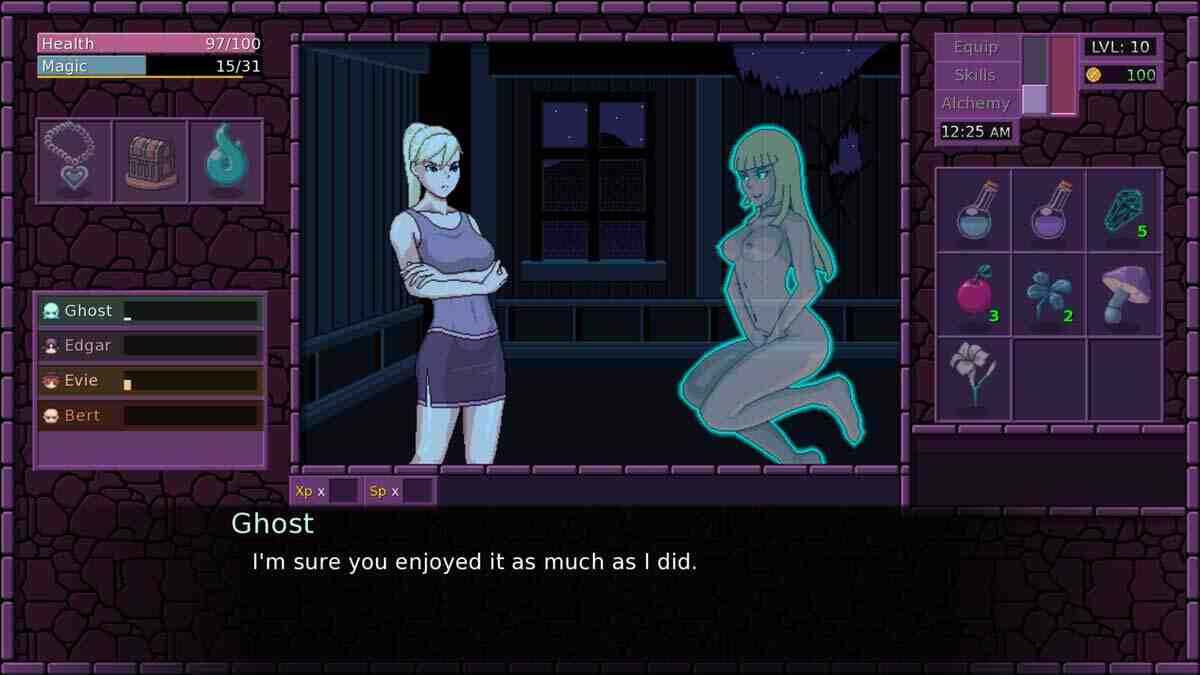 Health 97/100
Magic 15/31
Equip
Skills
Alchemy
LVL: 10
100
12:25 AM
5
3
2
Ghost
Edgar
Evie
Bert
Xp x
Sp x
Ghost
I'm sure you enjoyed it as much as I did.